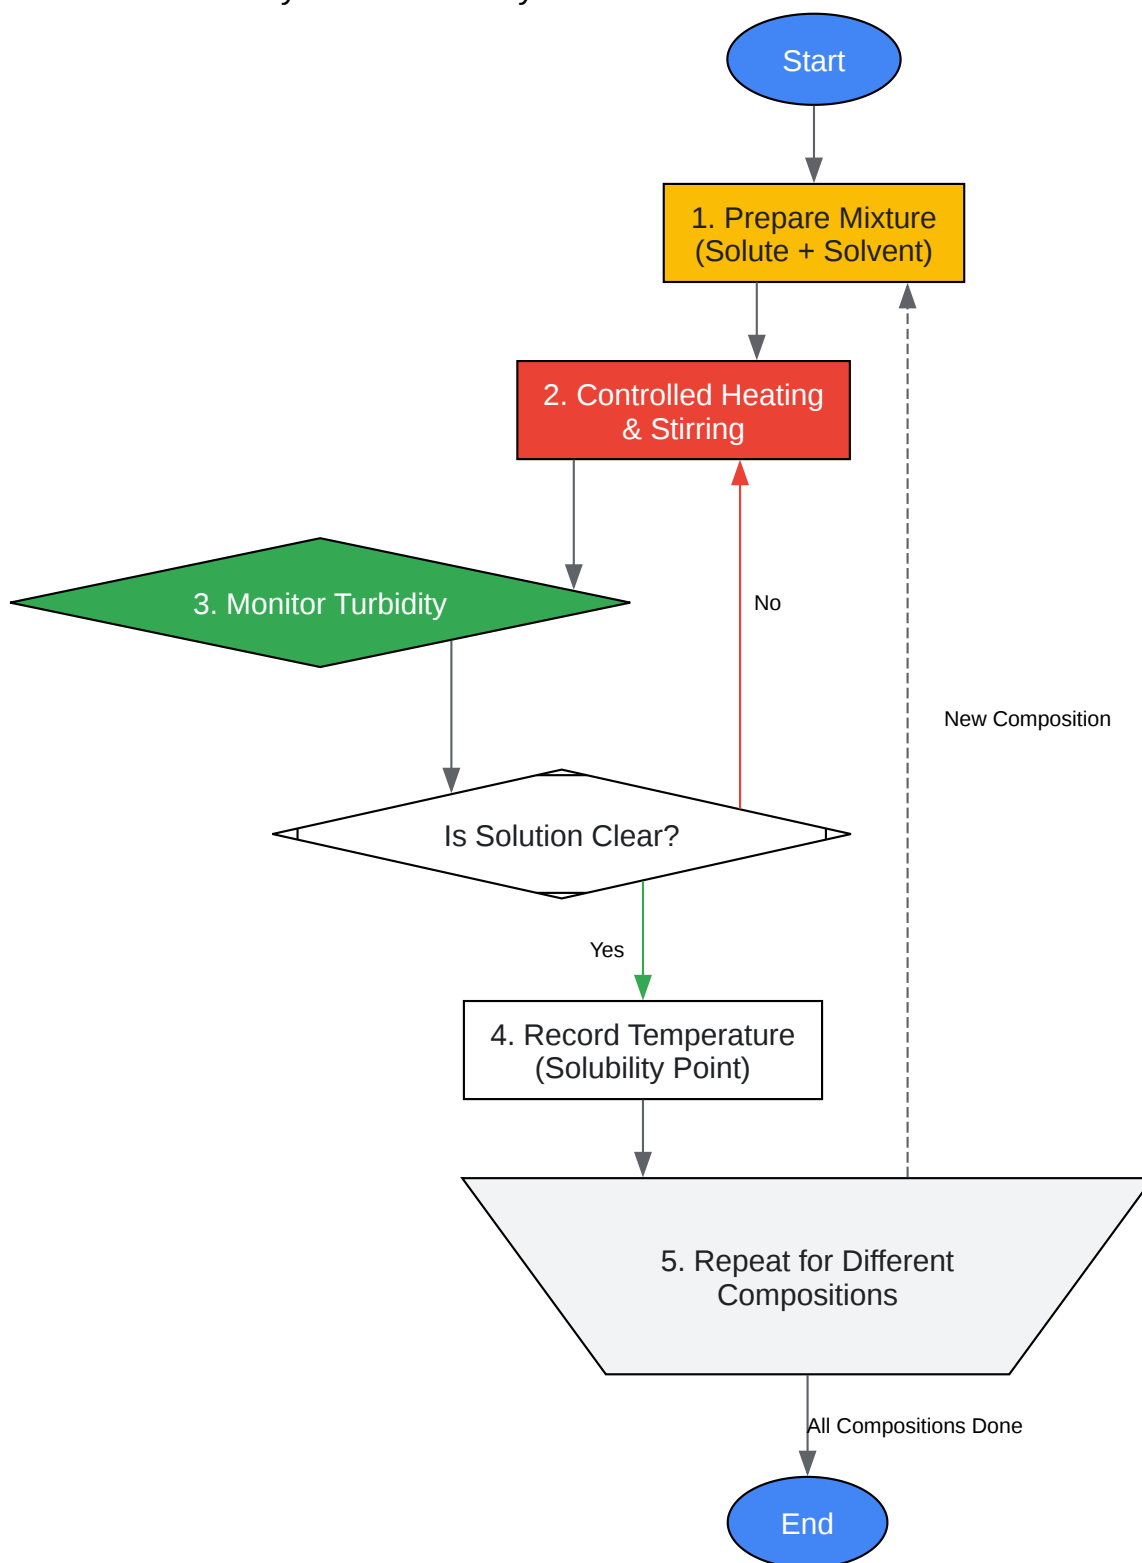 Start
1. Prepare Mixture
(Solute + Solvent)
2. Controlled Heating
& Stirring
3. Monitor Turbidity
No
New Composition
Is Solution Clear?
Yes
4. Record Temperature
(Solubility Point)
5. Repeat for Different
Compositions
All Compositions Done
End